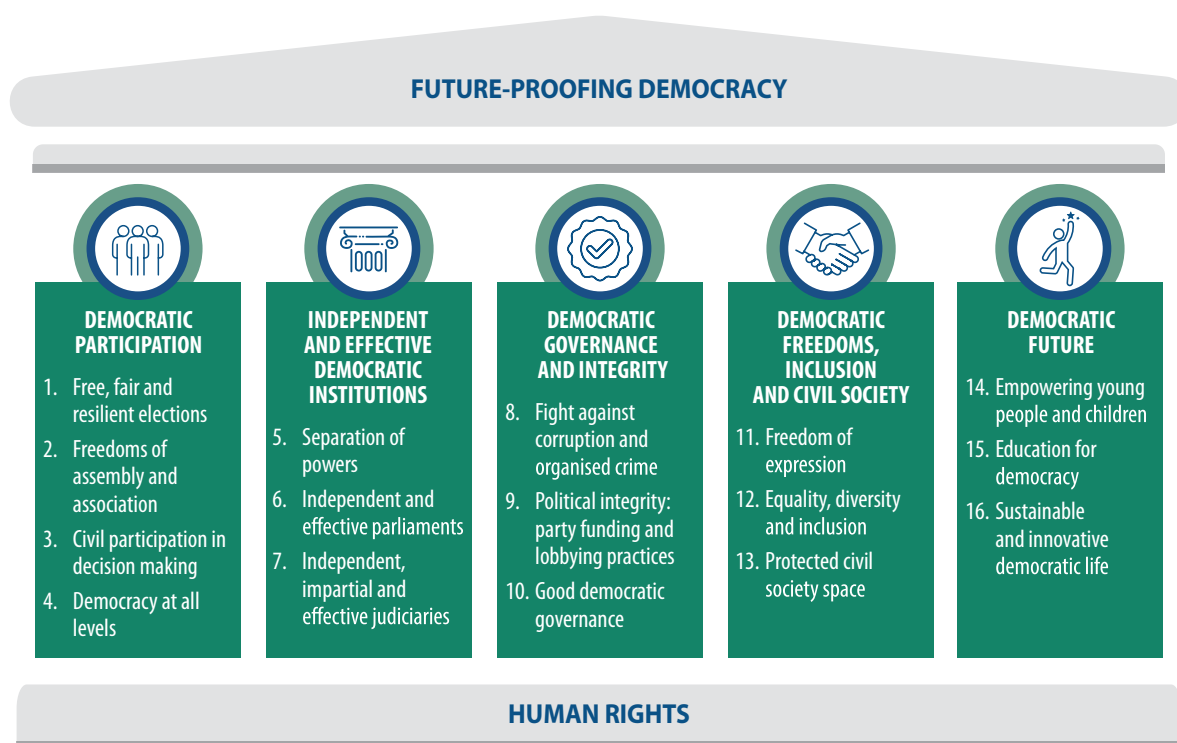 FUTURE-PROOFING DEMOCRACY
DEMOCRATIC
PARTICIPATION
1. Free, fair and
resilient elections
2. Freedoms of
assembly and
association
3. Civil participation in
decision making
4. Democracy at all
levels
INDEPENDENT
AND EFFECTIVE
DEMOCRATIC
INSTITUTIONS
5. Separation of
powers
6. Independent and
effective parliaments
7. Independent,
impartial and
effective judiciaries
DEMOCRATIC
GOVERNANCE
AND INTEGRITY
8. Fight against
corruption and
organised crime
9. Political integrity:
party funding and
lobbying practices
10. Good democratic
governance
DEMOCRATIC
FREEDOMS,
INCLUSION
AND CIVIL SOCIETY
11. Freedom of
expression
12. Equality, diversity
and inclusion
13. Protected civil
society space
DEMOCRATIC
FUTURE
14. Empowering young
people and children
15. Education for
democracy
16. Sustainable
and innovative
democratic life
HUMAN RIGHTS